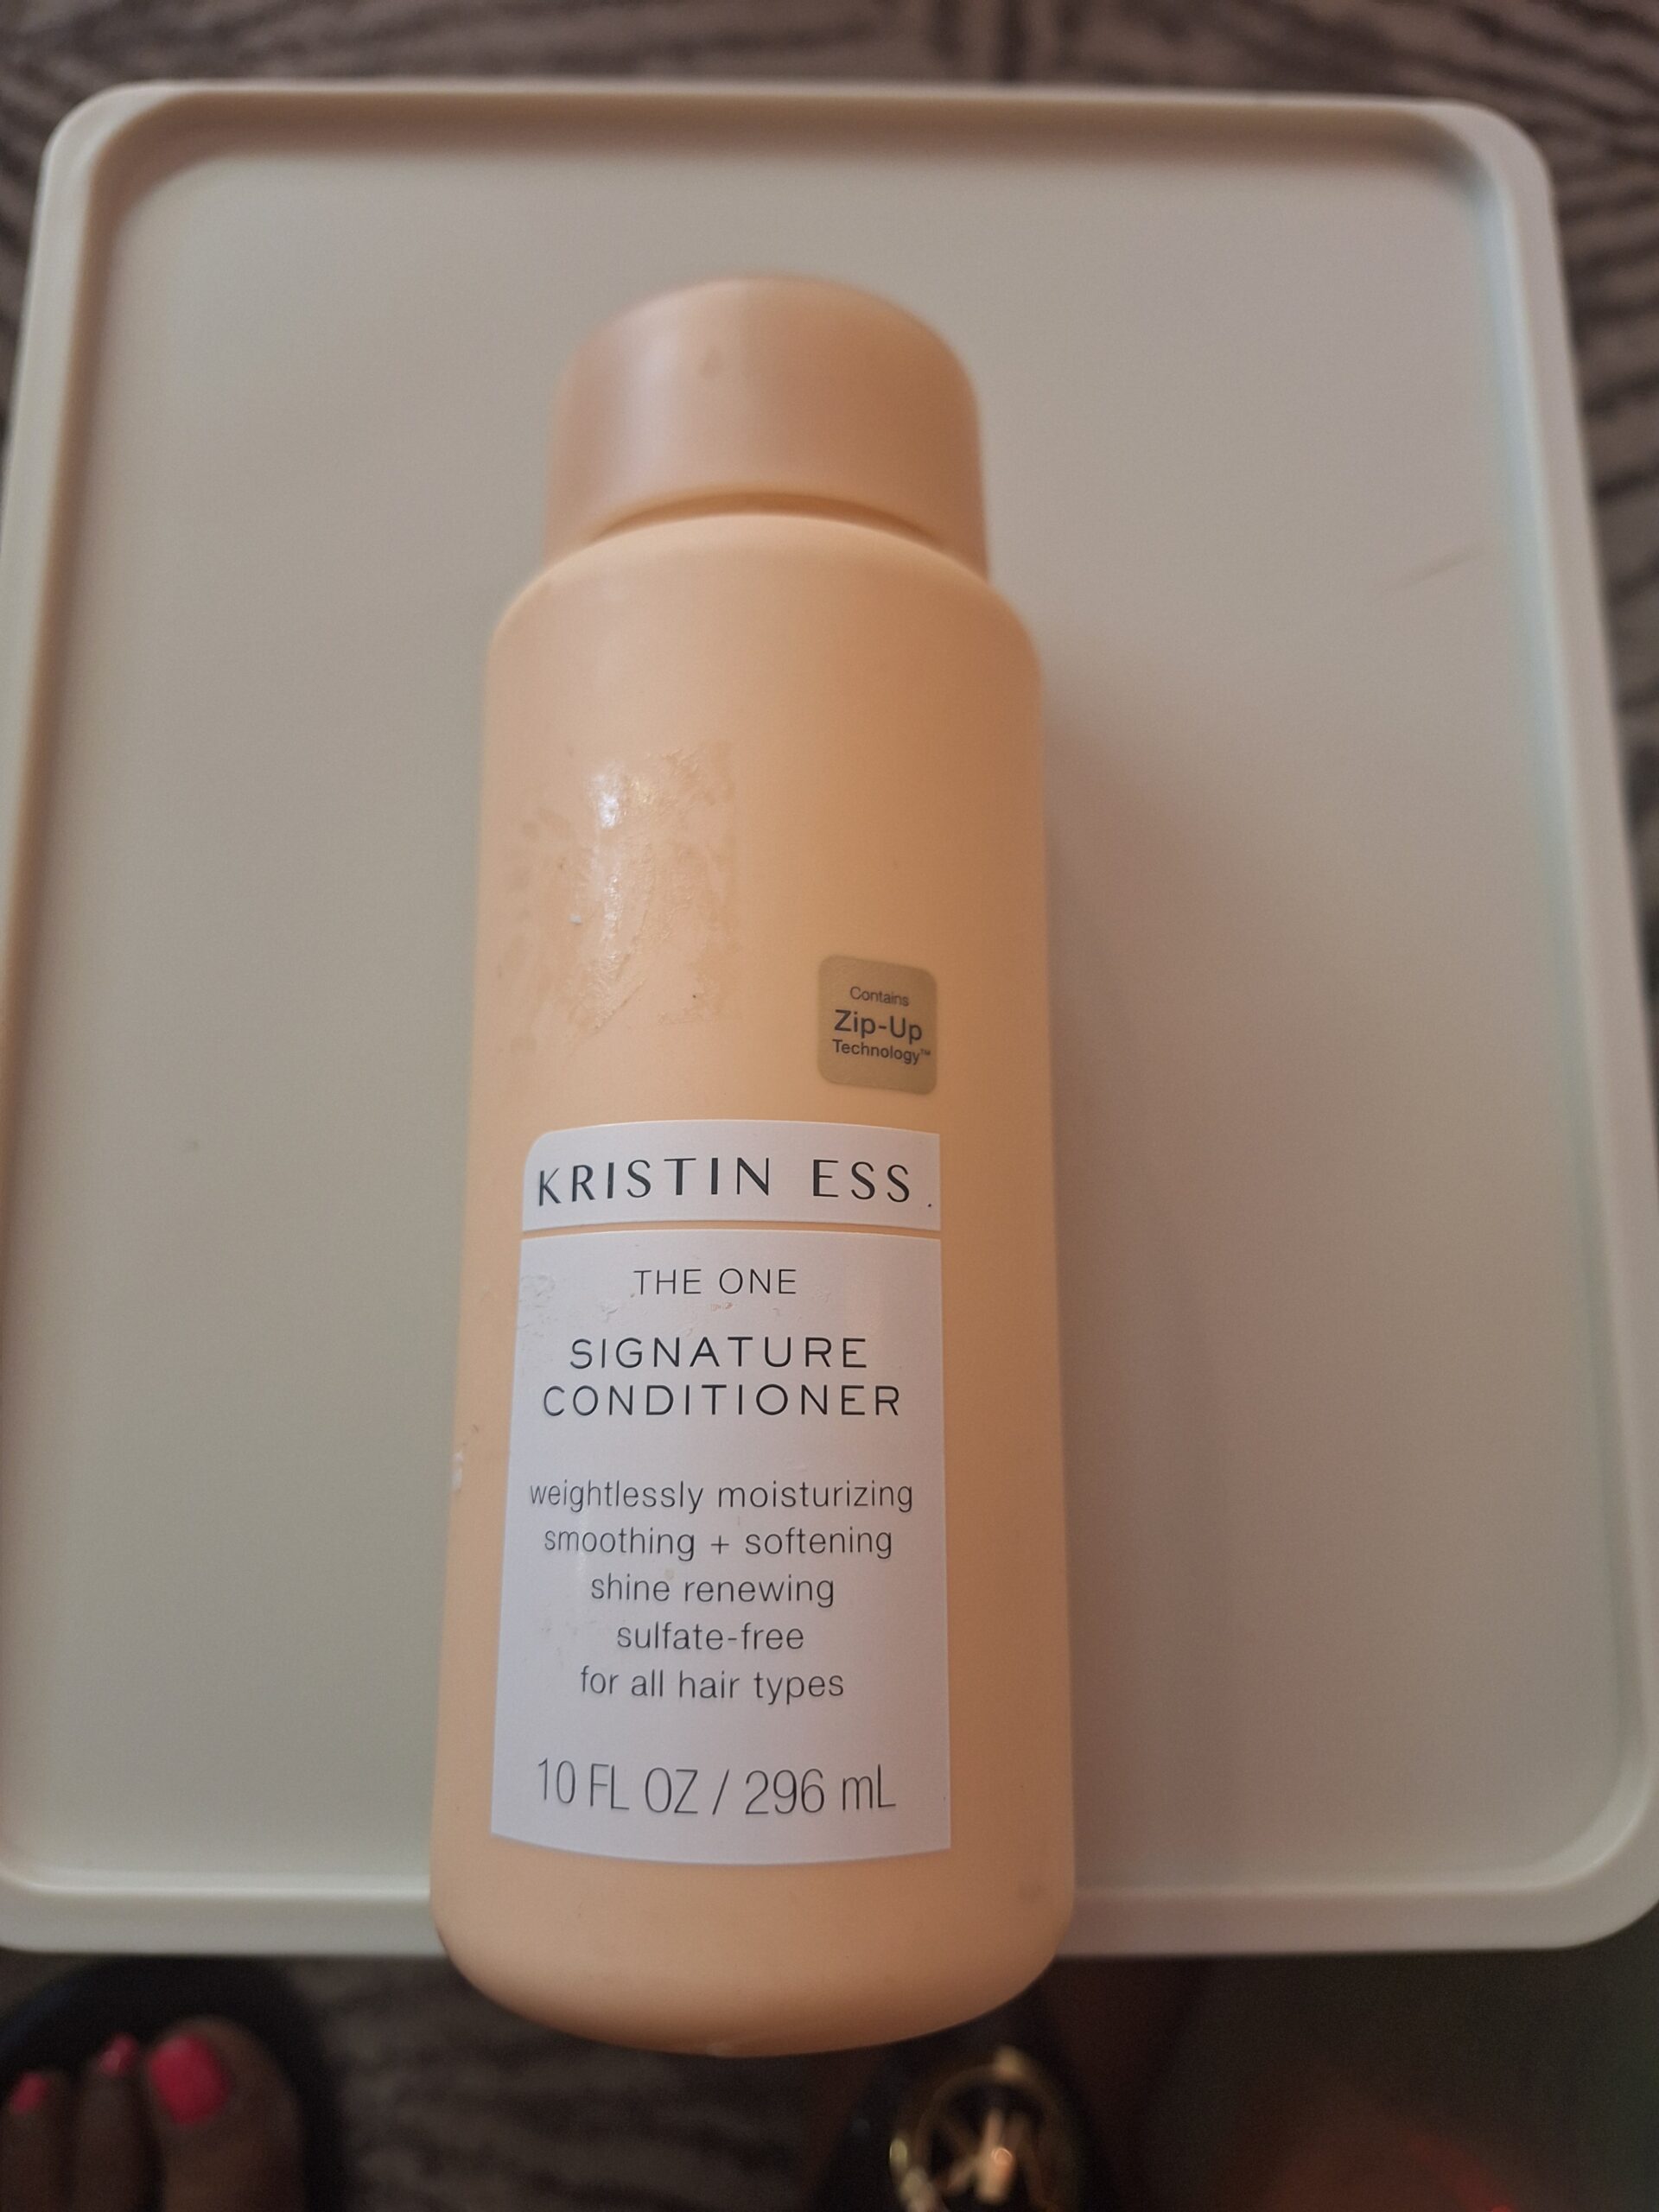 Contains
Zip-Up
Technology™
KRISTIN ESS.
THE ONE
SIGNATURE
CONDITIONER
weightlessly moisturizing
smoothing + softening
shine renewing
sulfate-free
for all hair types
10 FL OZ / 296 mL
MK